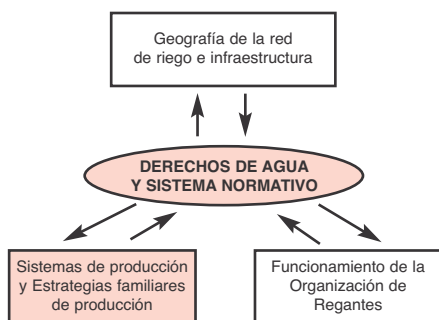 Geografía de la red
de riego e infraestructura
DERECHOS DE AGUA
Y SISTEMA NORMATIVO
Sistemas de producción
y Estrategias familiares
de producción
Funcionamiento de la
Organización de
Regantes